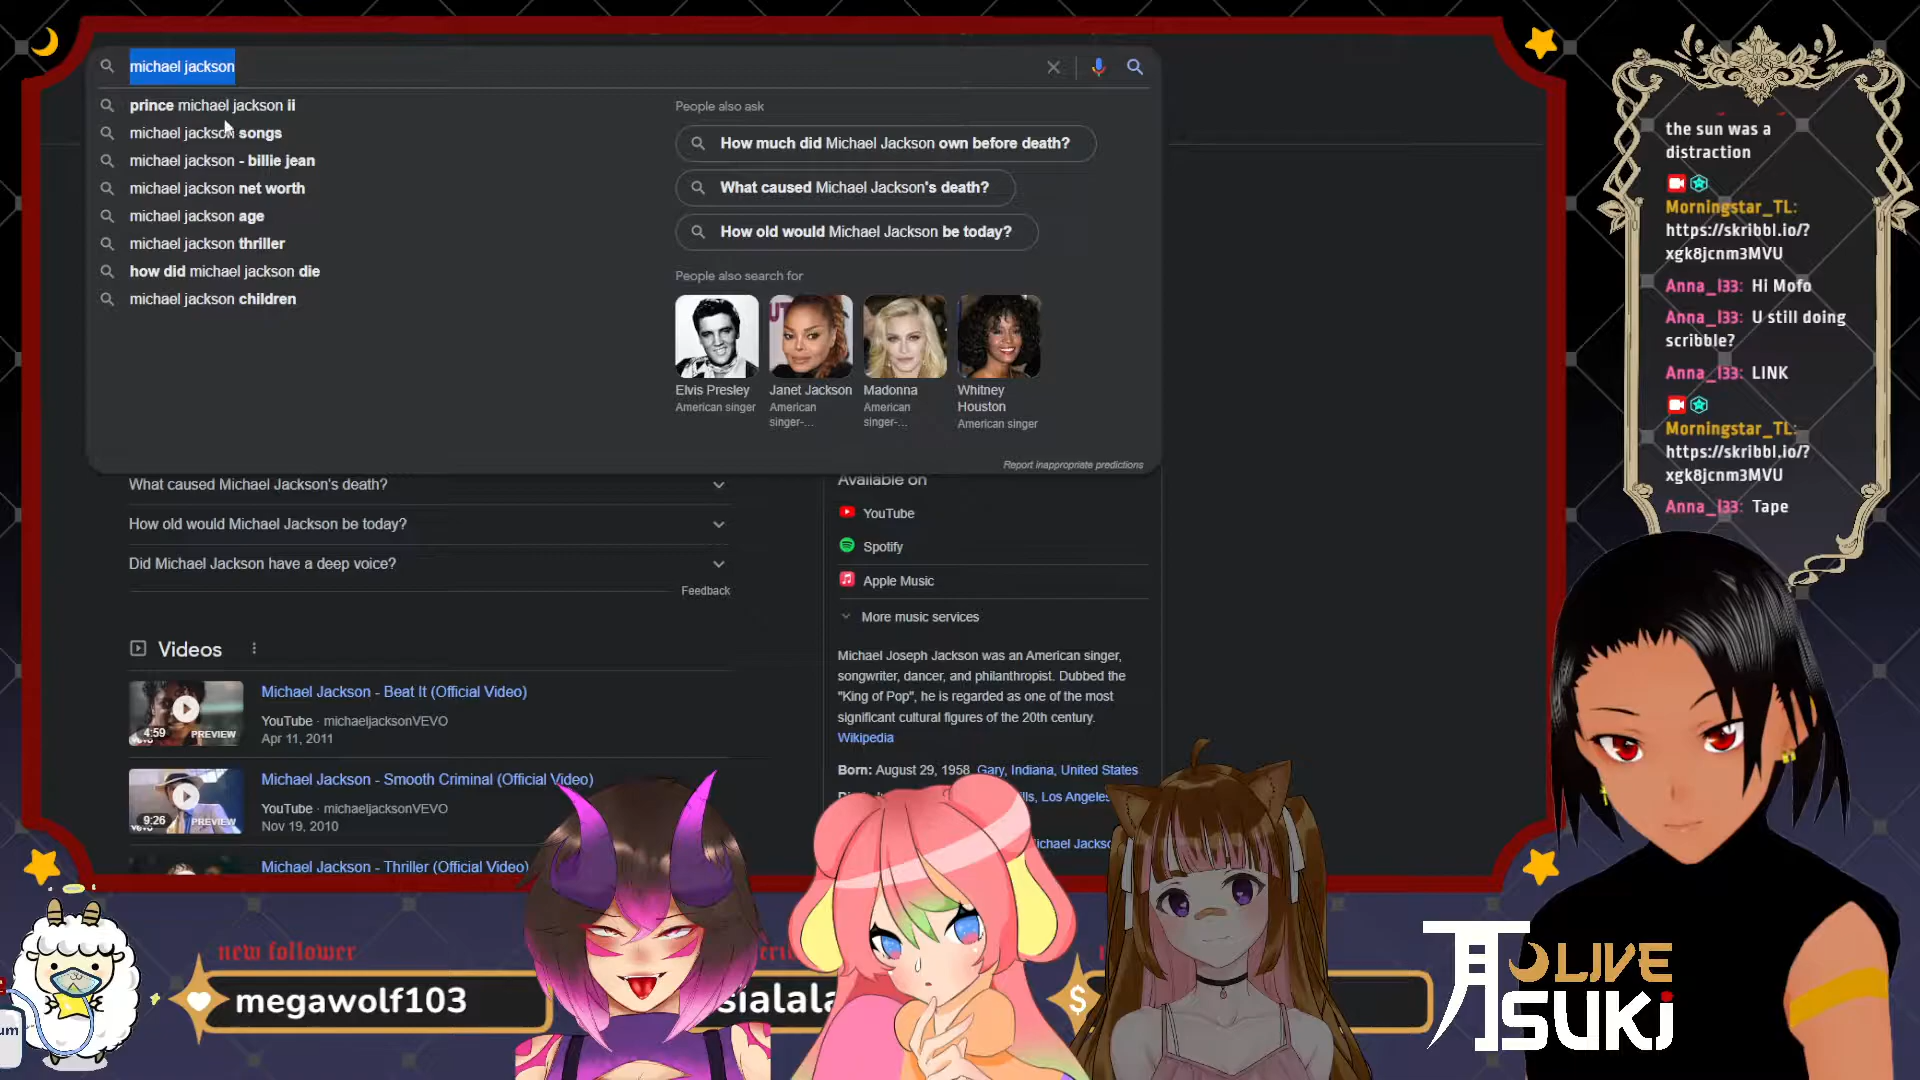 michael jackson
prince michael jackson ii
michael jackson songs
michael jackson - billie jean
michael jackson net worth
michael jackson age
michael jackson thriller
how did michael jackson die
michael jackson children
People also ask
How much did Michael Jackson own before death?
What caused Michael Jackson's death?
How old would Michael Jackson be today?
People also search for
Elvis Presley
American singer
Janet Jackson
American
singer-...
Madonna
American
singer-...
Whitney
Houston
American singer
Report inappropriate predictions
What caused Michael Jackson's death?
How old would Michael Jackson be today?
Did Michael Jackson have a deep voice?
Feedback
Videos
Michael Jackson - Beat It (Official Video)
YouTube · michaeljacksonVEVO
Apr 11, 2011
4:59
PREVIEW
Michael Jackson - Smooth Criminal (Official Video)
YouTube · michaeljacksonVEVO
Nov 19, 2010
9:26
PREVIEW
Michael Jackson - Thriller (Official Video)
Available on
YouTube
Spotify
Apple Music
More music services
Michael Joseph Jackson was an American singer,
songwriter, dancer, and philanthropist. Dubbed the
"King of Pop", he is regarded as one of the most
significant cultural figures of the 20th century.
Wikipedia
Born: August 29, 1958, Gary, Indiana, United States
Los Angeles
the sun was a
distraction
Morningstar_TL:
https://skribbl.io/?
xgk8jcnm3MVU
Anna_l33: Hi Mofo
Anna_l33: U still doing
scribble?
Anna_l33: LINK
Morningstar_TL:
https://skribbl.io/?
xgk8jcnm3MVU
Anna_l33: Tape
new follower
megawolf103
$
月 LIVE
TSUKi